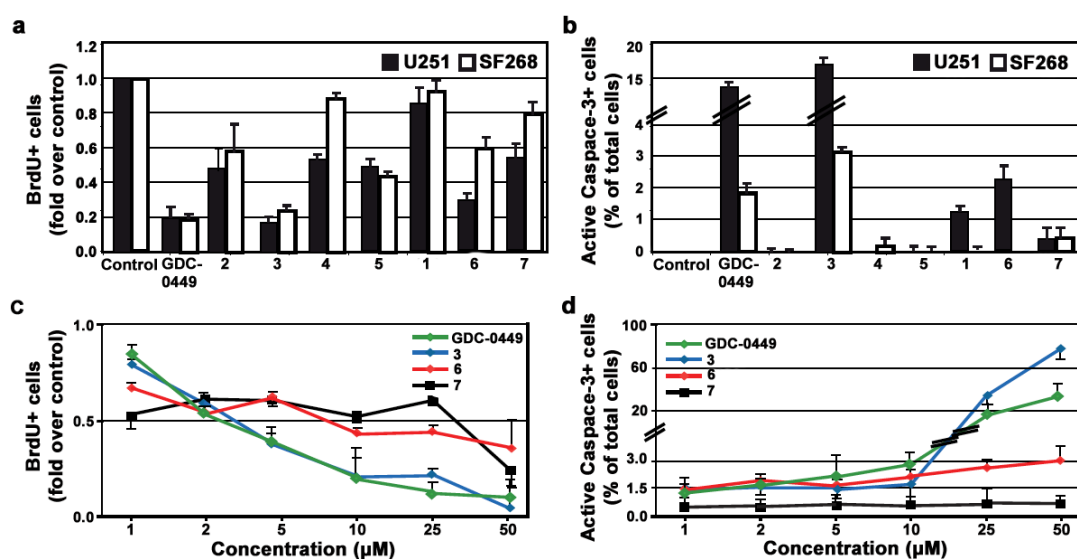 a
BrdU+ cells
(fold over control)
1.2
1.0
0.8
0.6
0.4
0.2
0.0
U251 SF268
Control GDC-0449 2 3 4 5 1 6 7
b
Active Caspace-3+ cells
(% of total cells)
20
15
4
3
2
1
0
U251 SF268
Control GDC-0449 2 3 4 5 1 6 7
c
BrdU+ cells
(fold over control)
1.0
0.5
0
GDC-0449
3
6
7
1 2 5 10 25 50
Concentration (µM)
d
Active Caspase-3+ cells
(% of total cells)
100
80
60
20
3.0
1.5
0.0
GDC-0449
3
6
7
1 2 5 10 25 50
Concentration (µM)